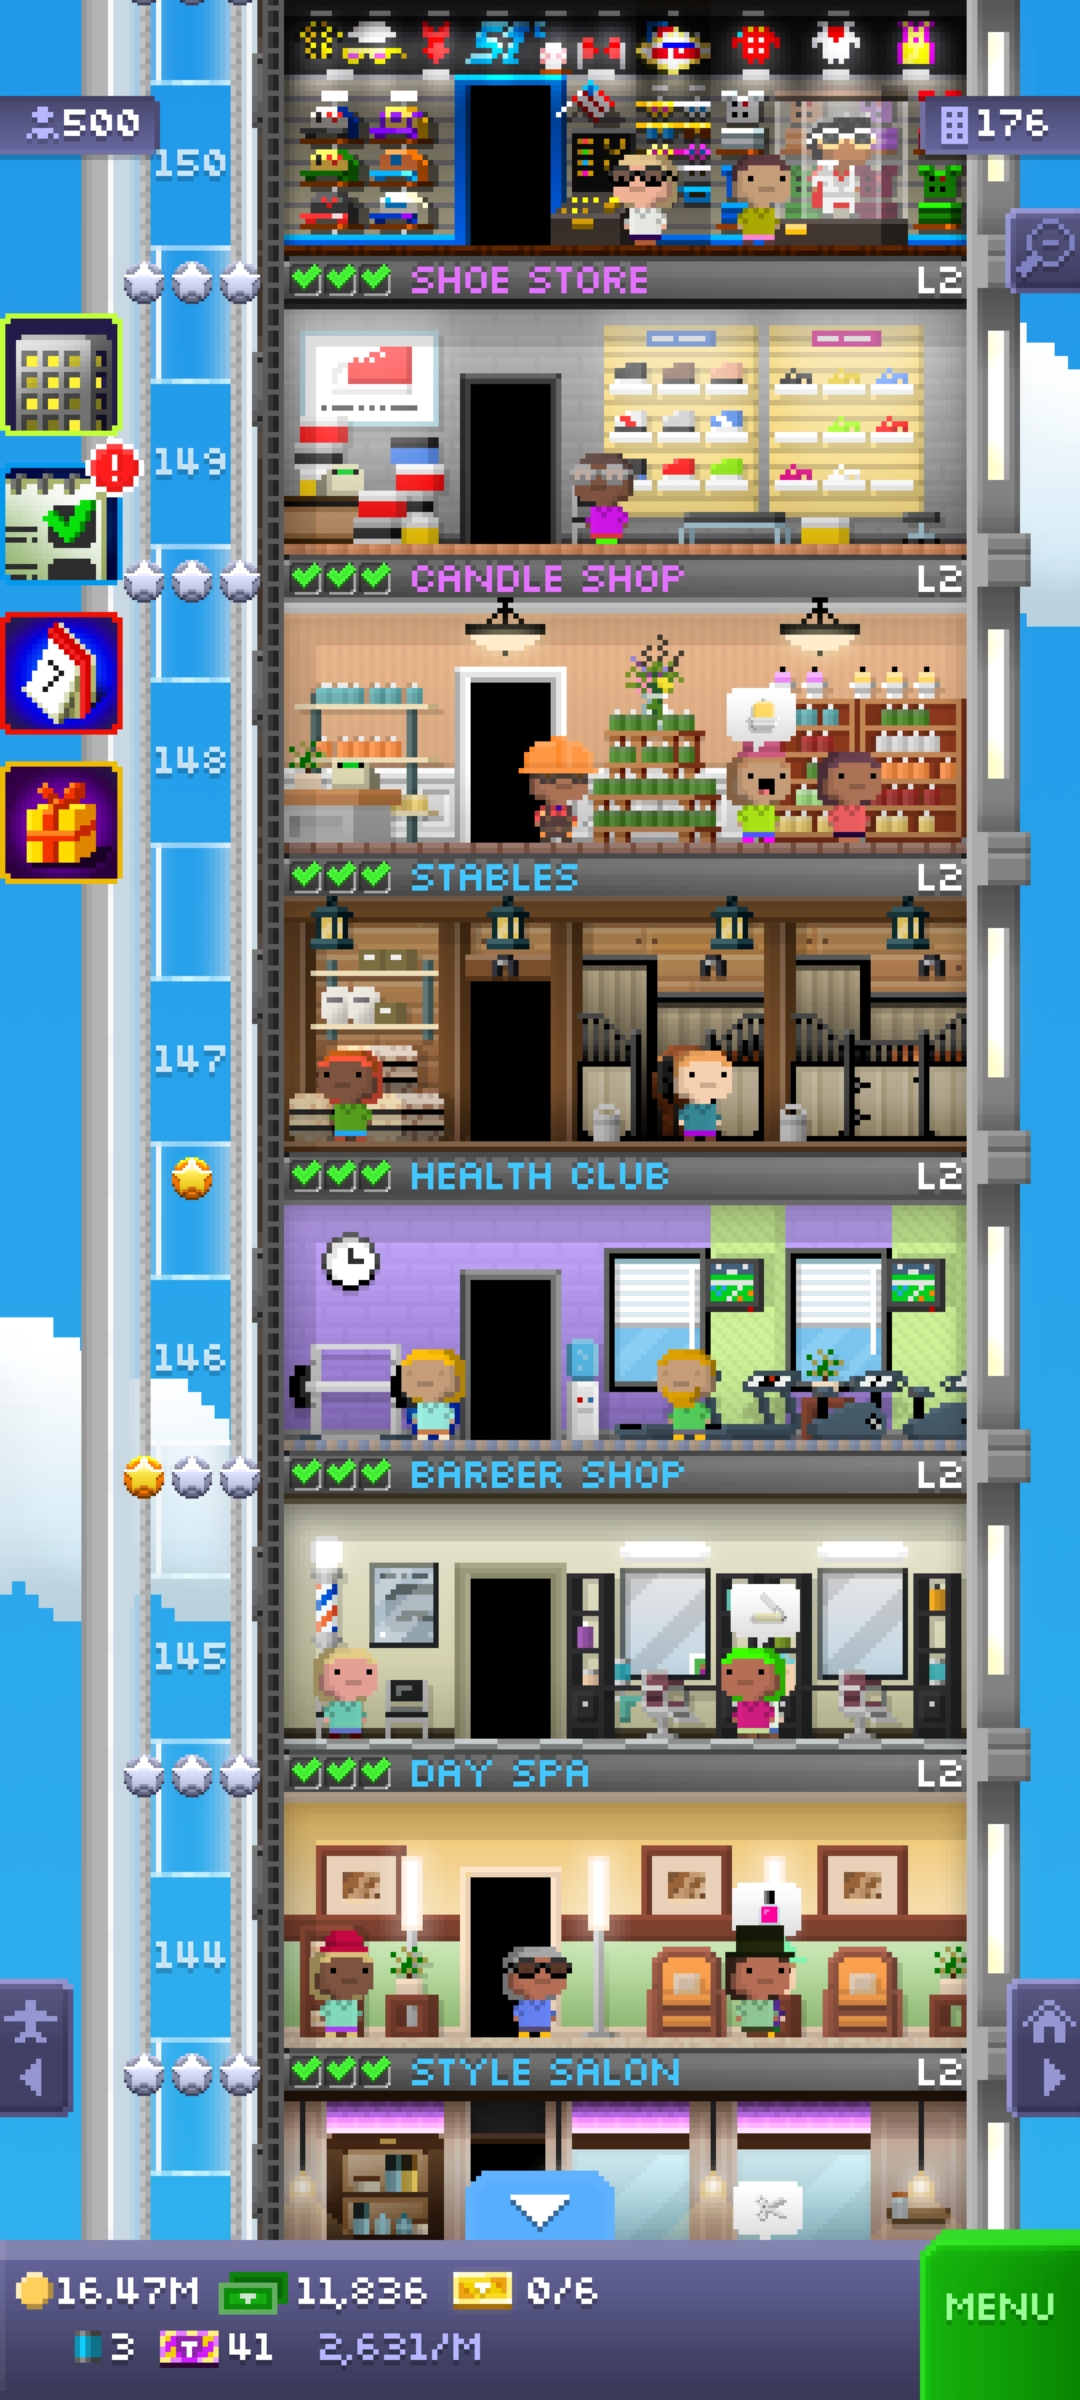 500
176
150
SHOE STORE L2
149
CANDLE SHOP L2
148
STABLES L2
147
HEALTH CLUB L2
146
BARBER SHOP L2
145
DAY SPA L2
144
STYLE SALON L2
16.47M 11,836 0/6
3 T 41 2,631/M
MENU